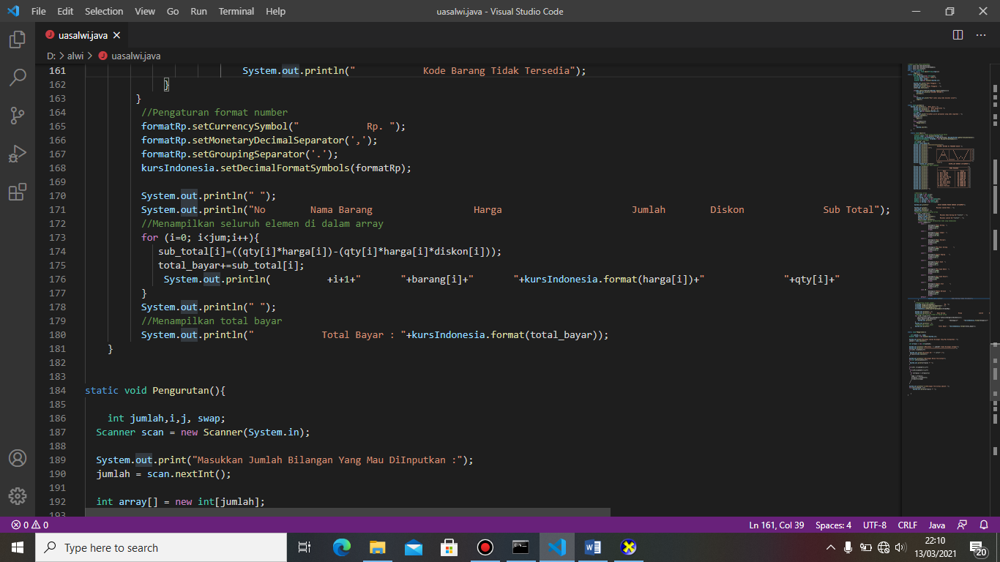 File Edit Selection View Go Run Terminal Help
uasalwi.java - Visual Studio Code
uasalwi.java
D: > alwi > uasalwi.java
161 System.out.println(" Kode Barang Tidak Tersedia");
162 }
163 }
164 //Pengaturan format number
165 formatRp.setCurrencySymbol(" Rp. ");
166 formatRp.setMonetaryDecimalSeparator(',');
167 formatRp.setGroupingSeparator('.');
168 kursIndonesia.setDecimalFormatSymbols(formatRp);
169
170 System.out.println(" ");
171 System.out.println("No Nama Barang Harga Jumlah Diskon Sub Total");
172 //Menampilkan seluruh elemen di dalam array
173 for (i=0; i<jum;i++){
174 sub_total[i]=((qty[i]*harga[i])-(qty[i]*harga[i]*diskon[i]));
175 total_bayar+=sub_total[i];
176 System.out.println( +i+1+" "+barang[i]+" "+kursIndonesia.format(harga[i])+" "+qty[i]+"
177 }
178 System.out.println(" ");
179 //Menampilkan total bayar
180 System.out.println(" Total Bayar : "+kursIndonesia.format(total_bayar));
181 }
182
183
184 static void Pengurutan(){
185
186 int jumlah,i,j, swap;
187 Scanner scan = new Scanner(System.in);
188
189 System.out.print("Masukkan Jumlah Bilangan Yang Mau DiInputkan :");
190 jumlah = scan.nextInt();
191
192 int array[] = new int[jumlah];
193
0 0
Ln 161, Col 39 Spaces: 4 UTF-8 CRLF Java
Type here to search
22:10
13/03/2021
20